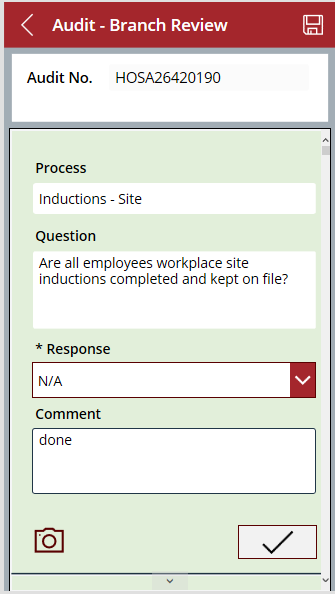 Audit - Branch Review
Audit No. HOSA26420190
Process
Inductions - Site
Question
Are all employees workplace site
inductions completed and kept on file?
* Response
N/A
Comment
done